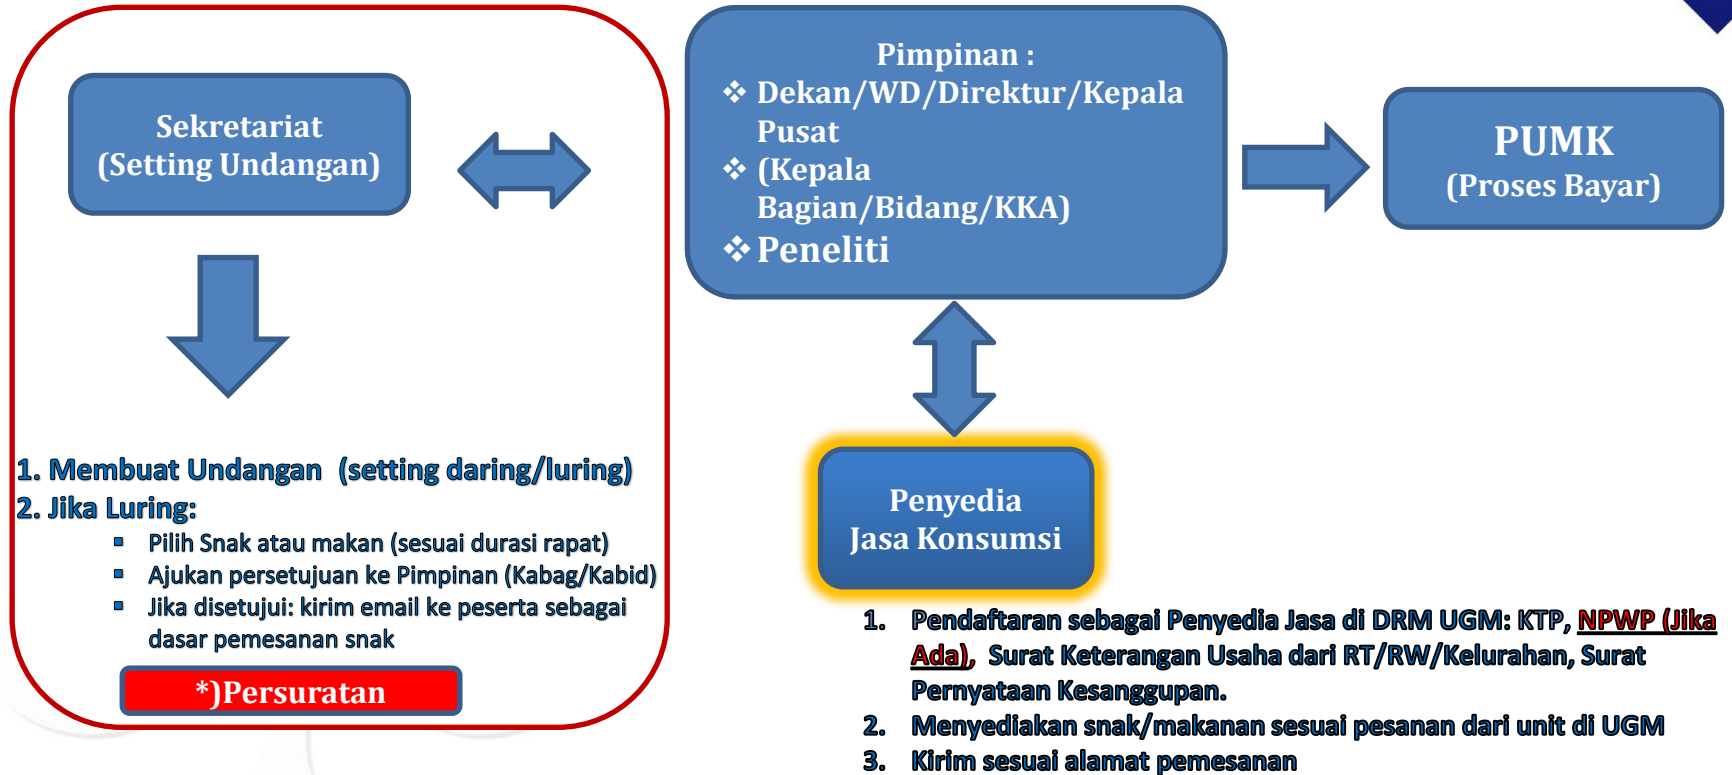 Sekretariat
(Setting Undangan)
1. Membuat Undangan (setting daring/luring)
2. Jika Luring:
▪ Pilih Snak atau makan (sesuai durasi rapat)
▪ Ajukan persetujuan ke Pimpinan (Kabag/Kabid)
▪ Jika disetujui: kirim email ke peserta sebagai
dasar pemesanan snak
*)Persuratan
Pimpinan :
❖ Dekan/WD/Direktur/Kepala
Pusat
❖ (Kepala
Bagian/Bidang/KKA)
❖ Peneliti
PUMK
(Proses Bayar)
Penyedia
Jasa Konsumsi
1. Pendaftaran sebagai Penyedia Jasa di DRM UGM: KTP, NPWP (Jika
Ada), Surat Keterangan Usaha dari RT/RW/Kelurahan, Surat
Pernyataan Kesanggupan.
2. Menyediakan snak/makanan sesuai pesanan dari unit di UGM
3. Kirim sesuai alamat pemesanan